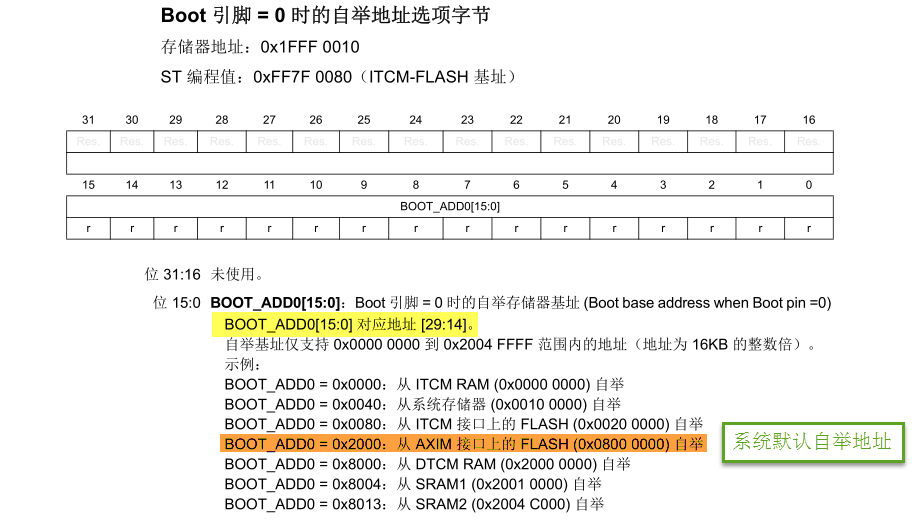 Boot 引脚 = 0 时的自举地址选项字节
存储器地址：0x1FFF 0010
ST 编程值：0xFF7F 0080（ITCM-FLASH 基址）
31 30 29 28 27 26 25 24 23 22 21 20 19 18 17 16
Res. Res. Res. Res. Res. Res. Res. Res. Res. Res. Res. Res. Res. Res. Res. Res.
15 14 13 12 11 10 9 8 7 6 5 4 3 2 1 0
BOOT_ADD0[15:0]
r r r r r r r r r r r r r r r r
位 31:16 未使用。
位 15:0 BOOT_ADD0[15:0]：Boot 引脚 = 0 时的自举存储器基址 (Boot base address when Boot pin =0)
BOOT_ADD0[15:0] 对应地址 [29:14]。
自举基址仅支持 0x0000 0000 到 0x2004 FFFF 范围内的地址（地址为 16KB 的整数倍）。
示例：
BOOT_ADD0 = 0x0000：从 ITCM RAM (0x0000 0000) 自举
BOOT_ADD0 = 0x0040：从系统存储器 (0x0010 0000) 自举
BOOT_ADD0 = 0x0080：从 ITCM 接口上的 FLASH (0x0020 0000) 自举
BOOT_ADD0 = 0x2000：从 AXIM 接口上的 FLASH (0x0800 0000) 自举
系统默认自举地址
BOOT_ADD0 = 0x8000：从 DTCM RAM (0x2000 0000) 自举
BOOT_ADD0 = 0x8004：从 SRAM1 (0x2001 0000) 自举
BOOT_ADD0 = 0x8013：从 SRAM2 (0x2004 C000) 自举